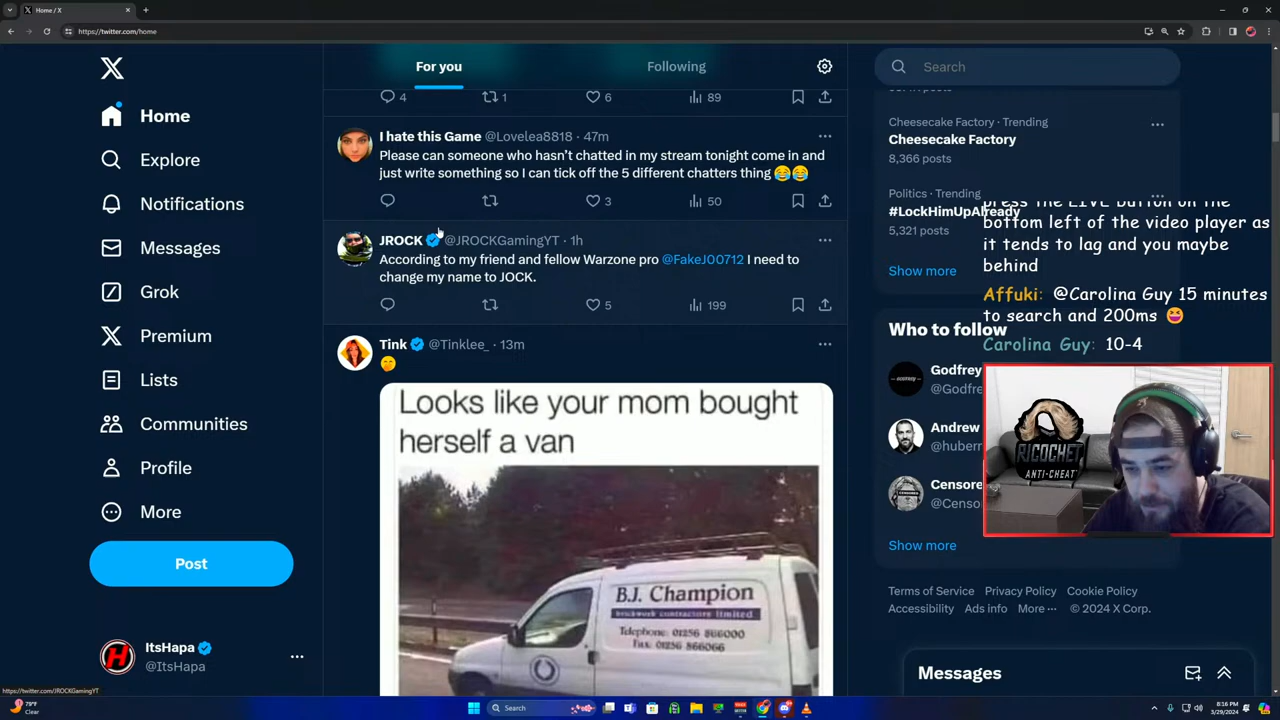 Home / X
https://twitter.com/home
X
Home
Explore
Notifications
Messages
Grok
Premium
Lists
Communities
Profile
More
Post
ItsHapa
@ItsHapa
https://twitter.com/JROCKGamingYT
For you
Following
4
1
6
89
I hate this Game @Lovelea8818 · 47m
Please can someone who hasn't chatted in my stream tonight come in and
just write something so I can tick off the 5 different chatters thing 😂😂
3
50
JROCK @JROCKGamingYT · 1h
According to my friend and fellow Warzone pro @FakeJ00712 I need to
change my name to JOCK.
5
199
Tink @Tinklee_ · 13m
🤭
Looks like your mom bought
herself a van
B.J. Champion
brickwork contractors limited
Telephone: 01256 866000
Fax: 01256 866066
Search
Cheesecake Factory · Trending
Cheesecake Factory
8,366 posts
Politics · Trending
#LockHimUpAlready
5,321 posts
Show more
press the LIVE button on the
bottom left of the video player as
it tends to lag and you maybe
behind
Affuki: @Carolina Guy 15 minutes
to search and 200ms 😆
Carolina Guy: 10-4
Who to follow
Godfrey
@Godfre
Andrew
@hubern
Censore
@Censo
Show more
RICOCHET
ANTI-CHEAT
Terms of Service Privacy Policy Cookie Policy
Accessibility Ads info More ··· © 2024 X Corp.
Messages
79°F
Clear
Search
8:16 PM
3/29/2024